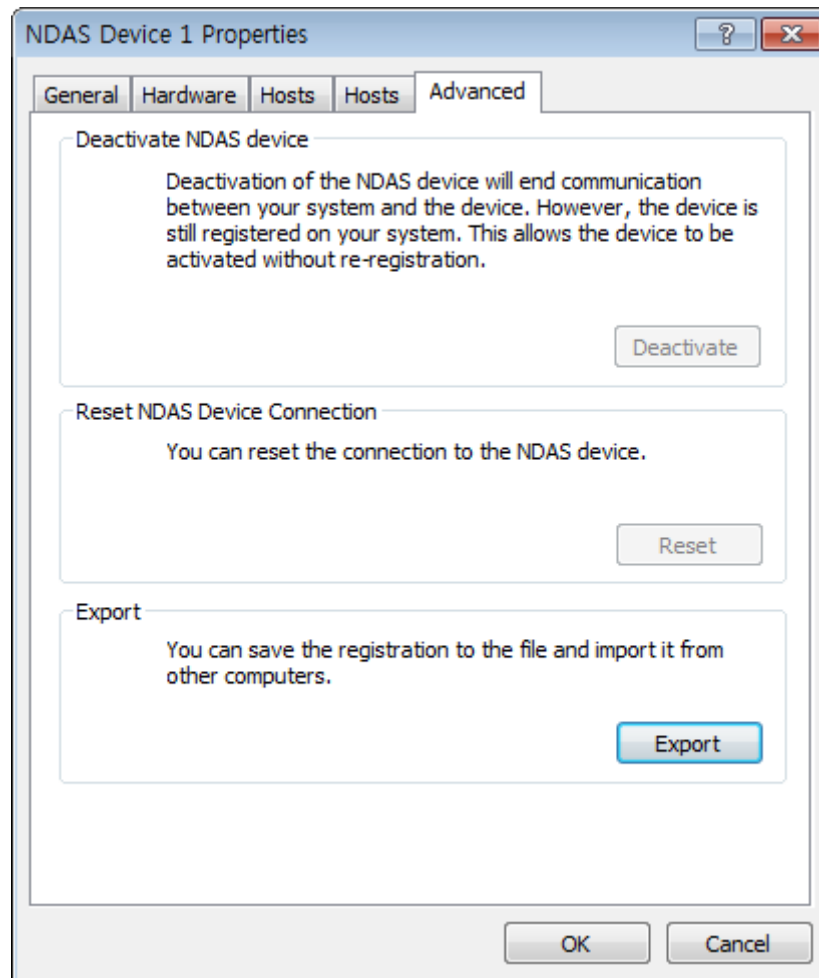 NDAS Device 1 Properties
General Hardware Hosts Hosts Advanced
Deactivate NDAS device
Deactivation of the NDAS device will end communication
between your system and the device. However, the device is
still registered on your system. This allows the device to be
activated without re-registration.
Deactivate
Reset NDAS Device Connection
You can reset the connection to the NDAS device.
Reset
Export
You can save the registration to the file and import it from
other computers.
Export
OK Cancel